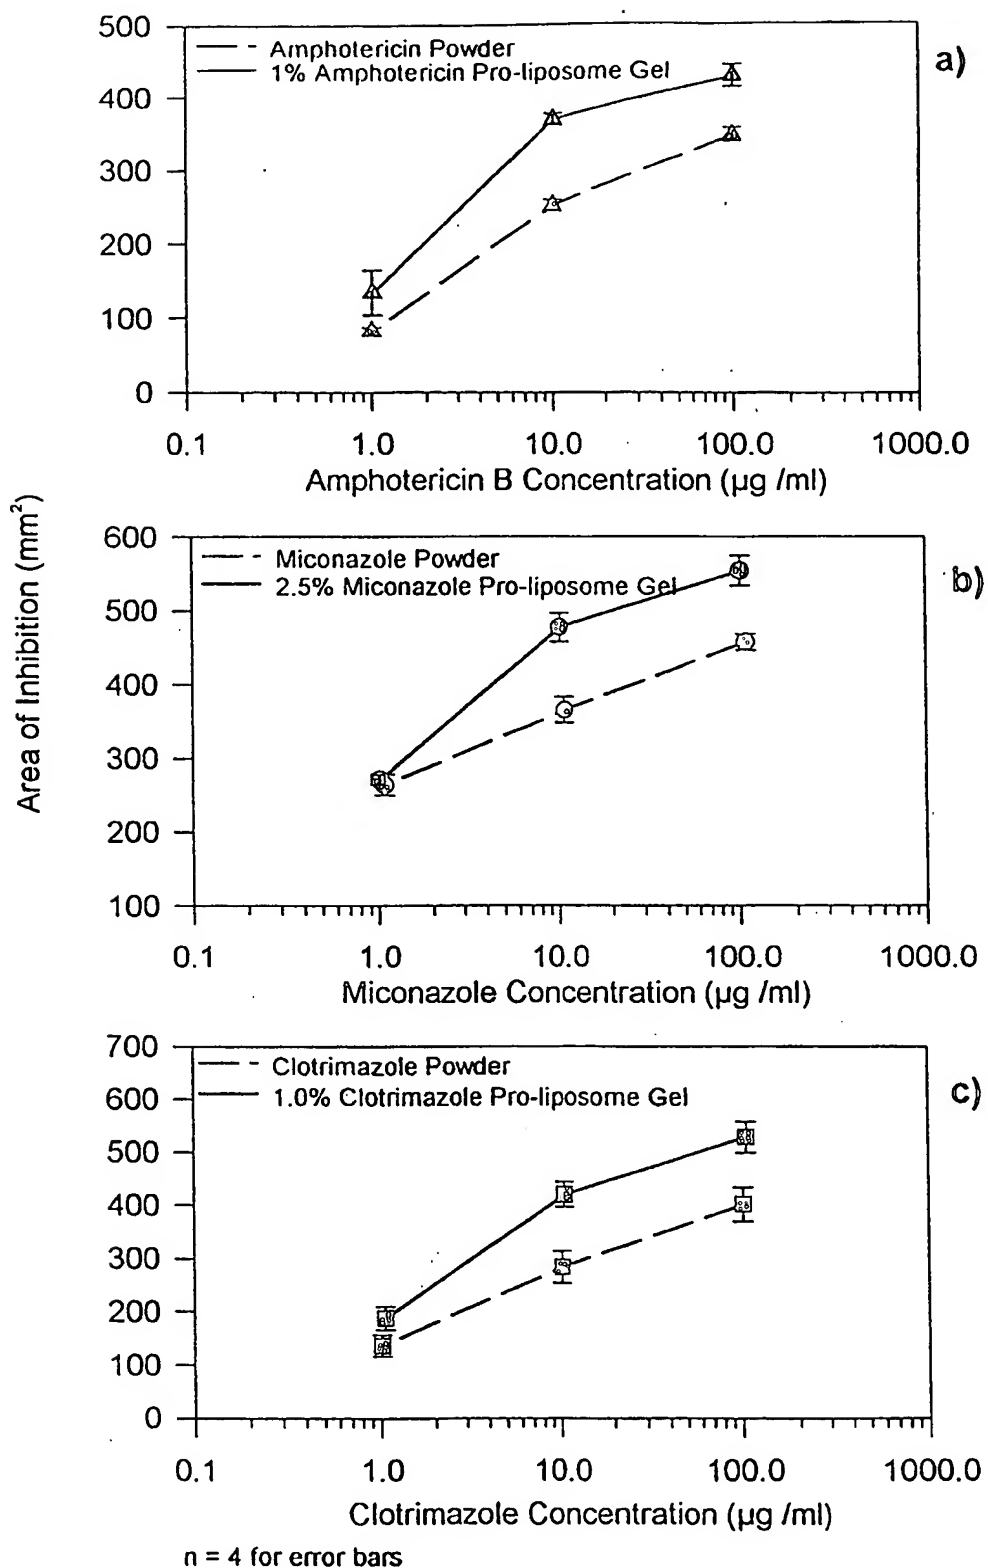 500
Amphotericin Powder
1% Amphotericin Pro-liposome Gel
a)
400
300
200
100
0
0.1 1.0 10.0 100.0 1000.0
Amphotericin B Concentration (µg /ml)
Area of Inhibition (mm²)
600
Miconazole Powder
2.5% Miconazole Pro-liposome Gel
b)
500
400
300
200
100
0.1 1.0 10.0 100.0 1000.0
Miconazole Concentration (µg /ml)
700
Clotrimazole Powder
1.0% Clotrimazole Pro-liposome Gel
c)
600
500
400
300
200
100
0
0.1 1.0 10.0 100.0 1000.0
Clotrimazole Concentration (µg /ml)
n = 4 for error bars